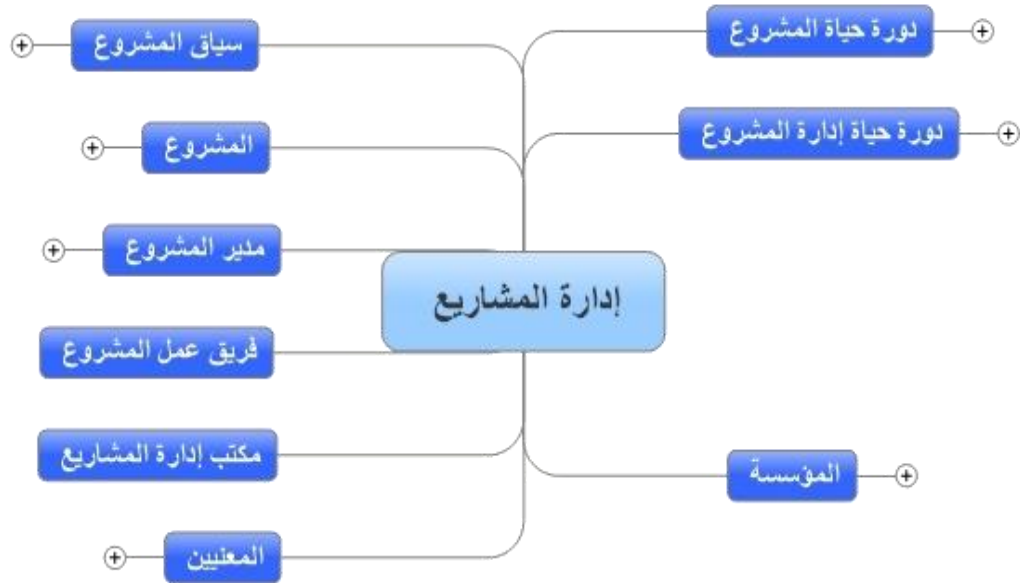 دورة حياة المشروع
دورة حياة إدارة المشروع
المؤسسة
إدارة المشاريع
سياق المشروع
المشروع
مدير المشروع
فريق عمل المشروع
مكتب إدارة المشاريع
المعنيين